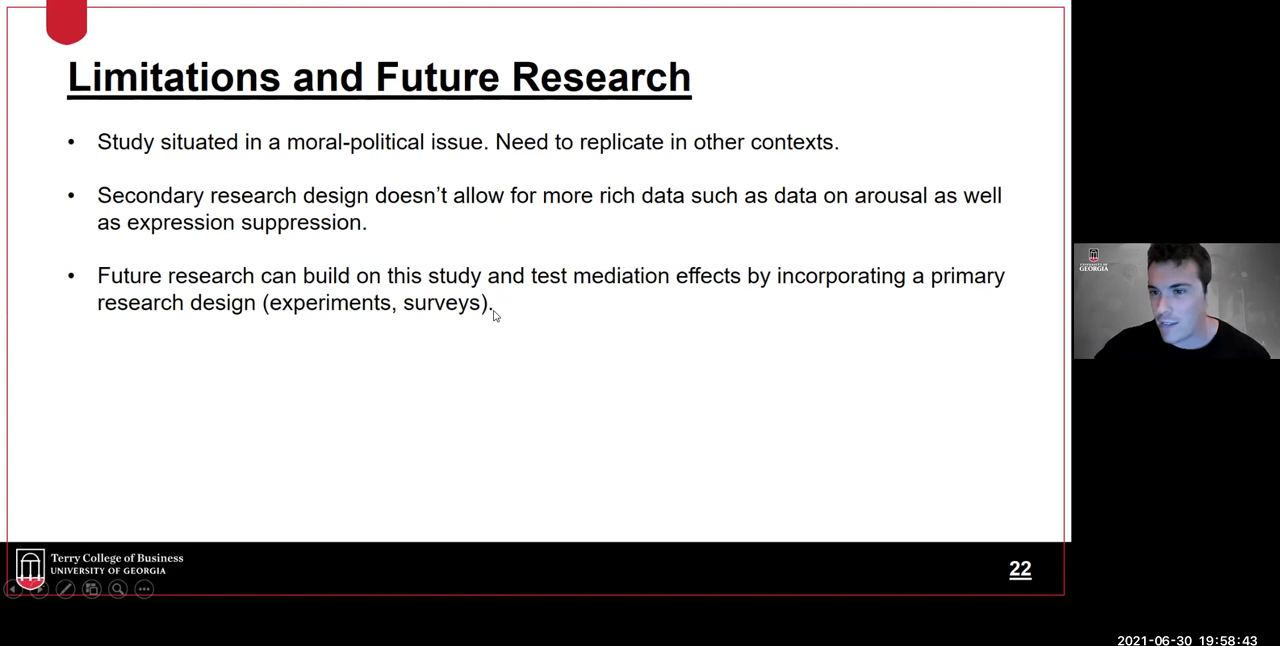 Limitations and Future Research
• Study situated in a moral-political issue. Need to replicate in other contexts.
• Secondary research design doesn’t allow for more rich data such as data on arousal as well
as expression suppression.
• Future research can build on this study and test mediation effects by incorporating a primary
research design (experiments, surveys).
Terry College of Business
UNIVERSITY OF GEORGIA
22
UNIVERSITY OF
GEORGIA
2021-06-30 19:58:43